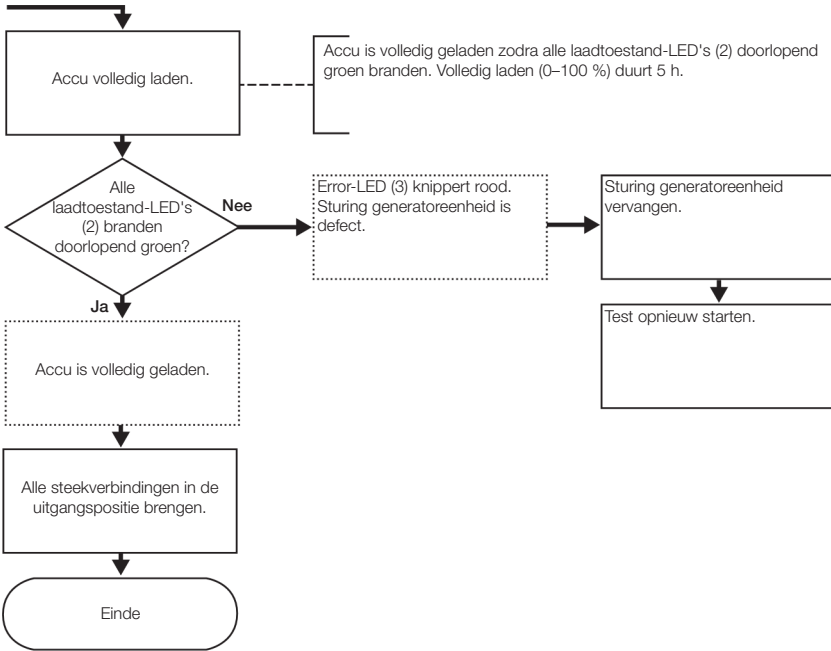 Accu volledig laden.
Accu is volledig geladen zodra alle laadtoestand-LED's (2) doorlopend
groen branden. Volledig laden (0–100 %) duurt 5 h.
Alle
laadtoestand-LED's
(2) branden
doorlopend groen?
Nee
Error-LED (3) knippert rood.
Sturing generatoreenheid is
defect.
Sturing generatoreenheid
vervangen.
Test opnieuw starten.
Ja
Accu is volledig geladen.
Alle steekverbindingen in de
uitgangspositie brengen.
Einde